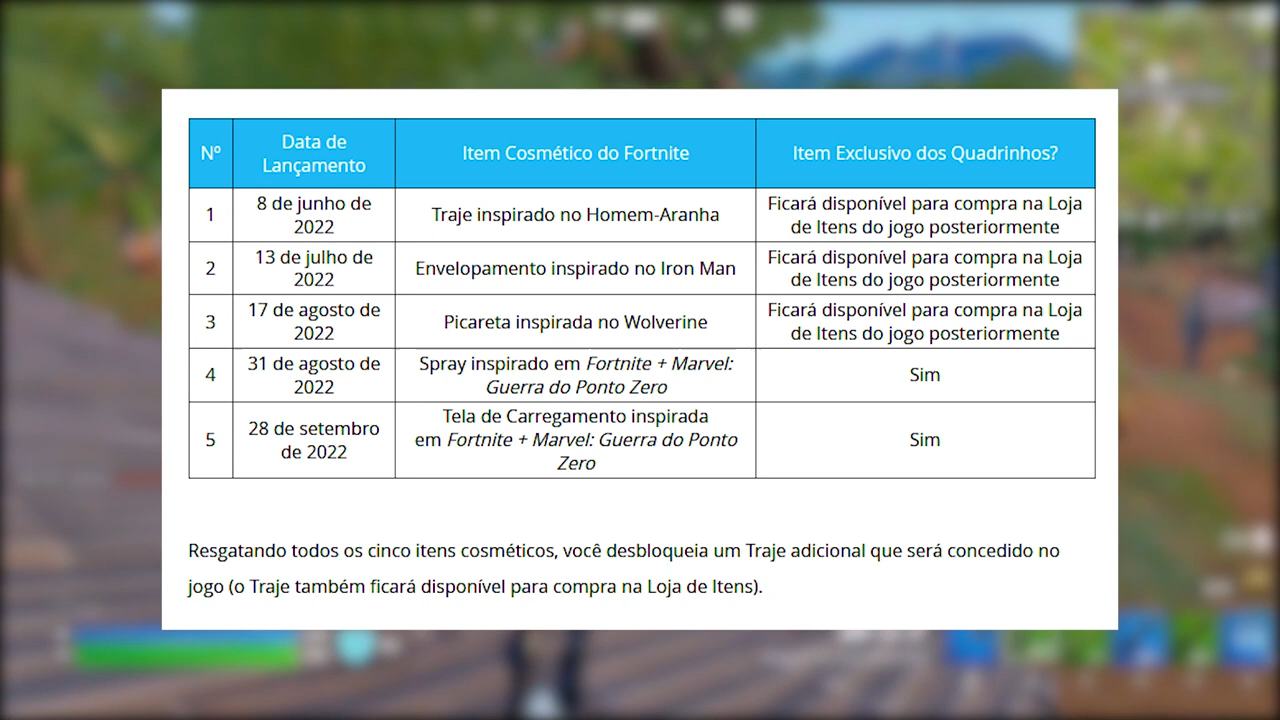 Nº
Data de
Lançamento
Item Cosmético do Fortnite
Item Exclusivo dos Quadrinhos?
1
8 de junho de
2022
Traje inspirado no Homem-Aranha
Ficará disponível para compra na Loja
de Itens do jogo posteriormente
2
13 de julho de
2022
Envelopamento inspirado no Iron Man
Ficará disponível para compra na Loja
de Itens do jogo posteriormente
3
17 de agosto de
2022
Picareta inspirada no Wolverine
Ficará disponível para compra na Loja
de Itens do jogo posteriormente
4
31 de agosto de
2022
Spray inspirado em Fortnite + Marvel:
Guerra do Ponto Zero
Sim
5
28 de setembro
de 2022
Tela de Carregamento inspirada
em Fortnite + Marvel: Guerra do Ponto
Zero
Sim
Resgatando todos os cinco itens cosméticos, você desbloqueia um Traje adicional que será concedido no
jogo (o Traje também ficará disponível para compra na Loja de Itens).